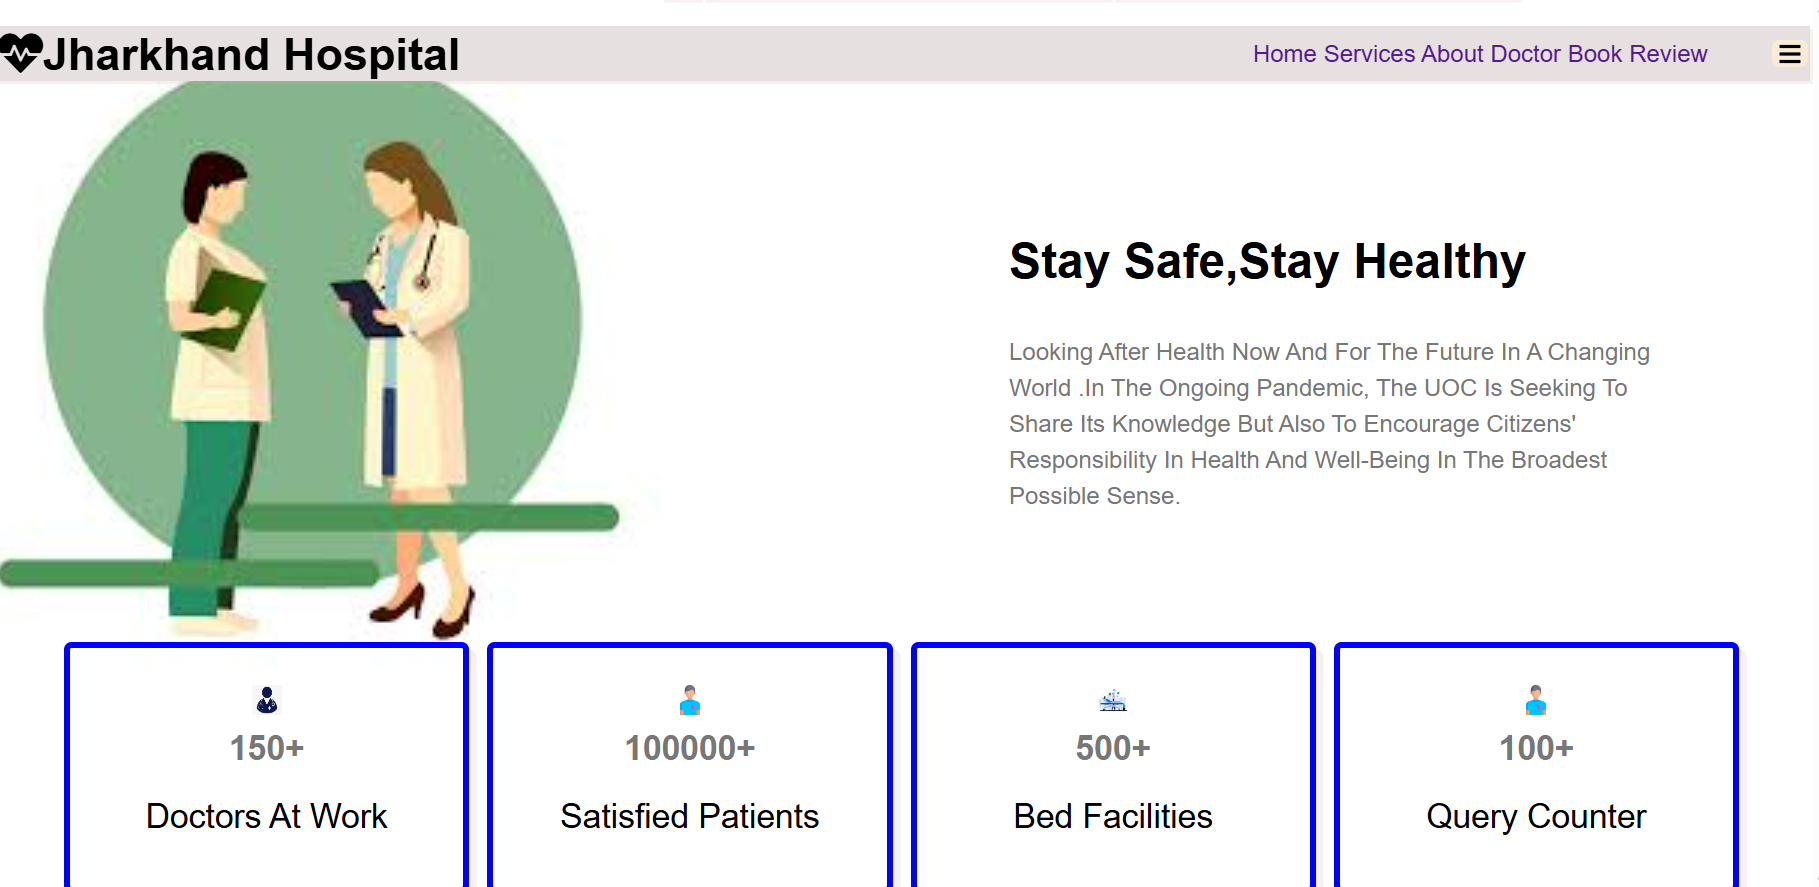 Jharkhand Hospital
Home Services About Doctor Book Review
Stay Safe,Stay Healthy
Looking After Health Now And For The Future In A Changing
World .In The Ongoing Pandemic, The UOC Is Seeking To
Share Its Knowledge But Also To Encourage Citizens'
Responsibility In Health And Well-Being In The Broadest
Possible Sense.
150+
Doctors At Work
100000+
Satisfied Patients
500+
Bed Facilities
100+
Query Counter